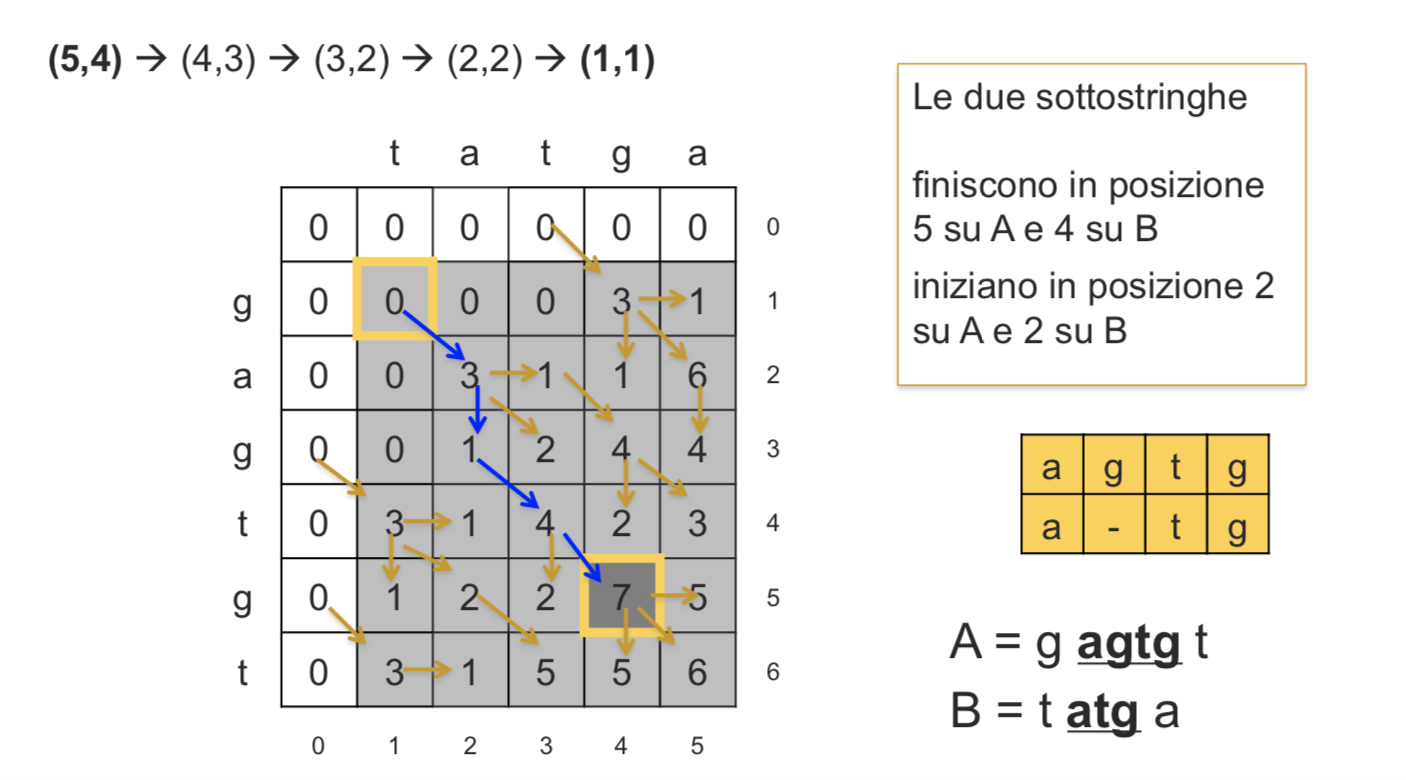 (5,4) → (4,3) → (3,2) → (2,2) → (1,1)
t a t g a
0 0 0 0 0 0 0
g 0 0 0 0 3 1 1
a 0 0 3 1 1 6 2
g 0 0 1 2 4 4 3
t 0 3 1 4 2 3 4
g 0 1 2 2 7 5 5
t 0 3 1 5 5 6 6
0 1 2 3 4 5
Le due sottostringhe
finiscono in posizione
5 su A e 4 su B
iniziano in posizione 2
su A e 2 su B
a g t g
a - t g
A = g agtg t
B = t atg a